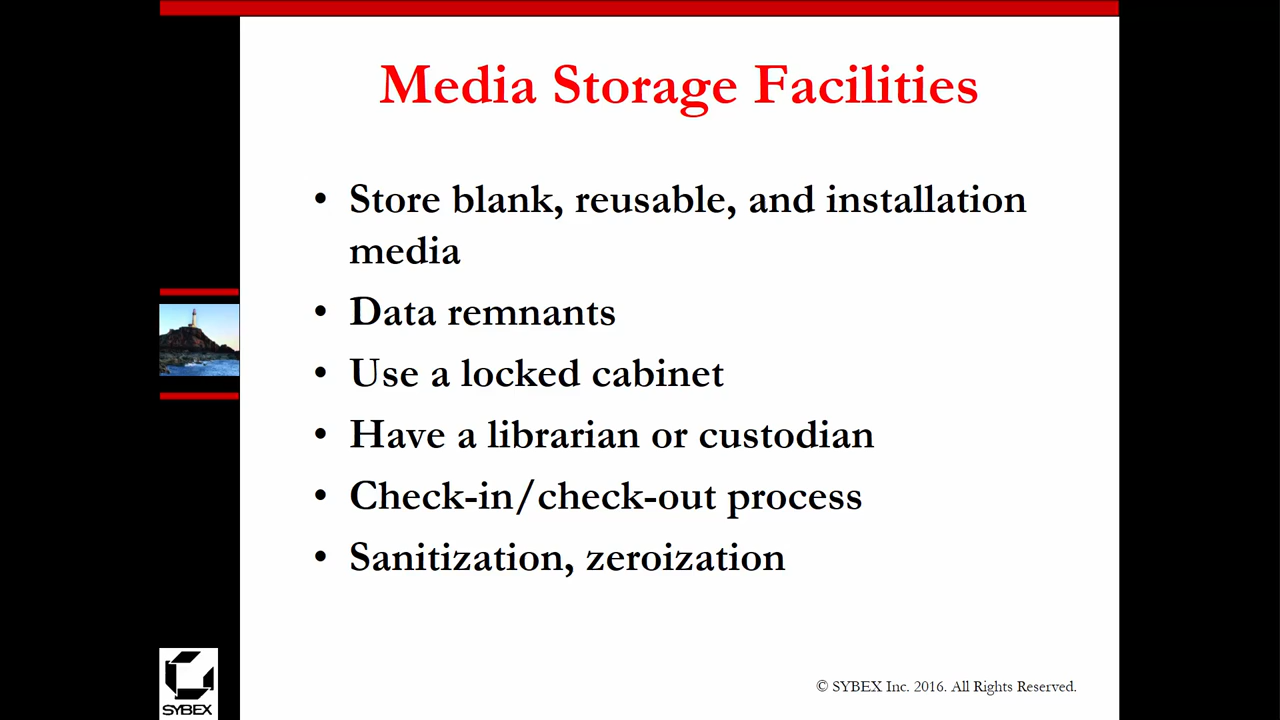 Media Storage Facilities
• Store blank, reusable, and installation
media
• Data remnants
• Use a locked cabinet
• Have a librarian or custodian
• Check-in/check-out process
• Sanitization, zeroization
© SYBEX Inc. 2016. All Rights Reserved.
SYBEX